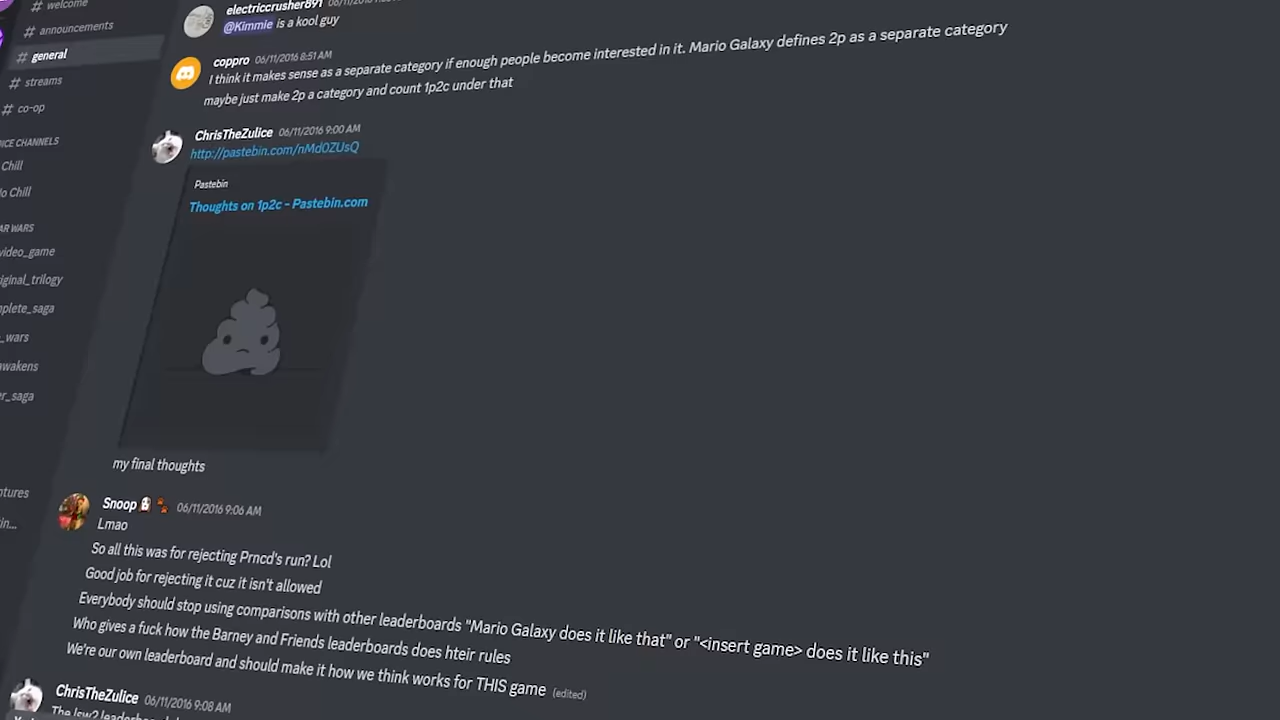 # welcome
# announcements
# general
# streams
# co-op
ICE CHANNELS
Chill
o Chill
AR WARS
video_game
iginal_trilogy
mplete_saga
_wars
awakens
er_saga
electriccrusher891
@Kimmie is a kool guy
coppro 06/11/2016 8:51 AM
I think it makes sense as a separate category if enough people become interested in it. Mario Galaxy defines 2p as a separate category
maybe just make 2p a category and count 1p2c under that
ChrisTheZulice 06/11/2016 9:00 AM
http://pastebin.com/nMd0ZUsQ
Pastebin
Thoughts on 1p2c - Pastebin.com
my final thoughts
Snoop 06/11/2016 9:06 AM
Lmao
So all this was for rejecting Prncd's run? Lol
Good job for rejecting it cuz it isn't allowed
Everybody should stop using comparisons with other leaderboards "Mario Galaxy does it like that" or "<insert game> does it like this"
Who gives a fuck how the Barney and Friends leaderboards does hteir rules
We're our own leaderboard and should make it how we think works for THIS game (edited)
ChrisTheZulice 06/11/2016 9:08 AM